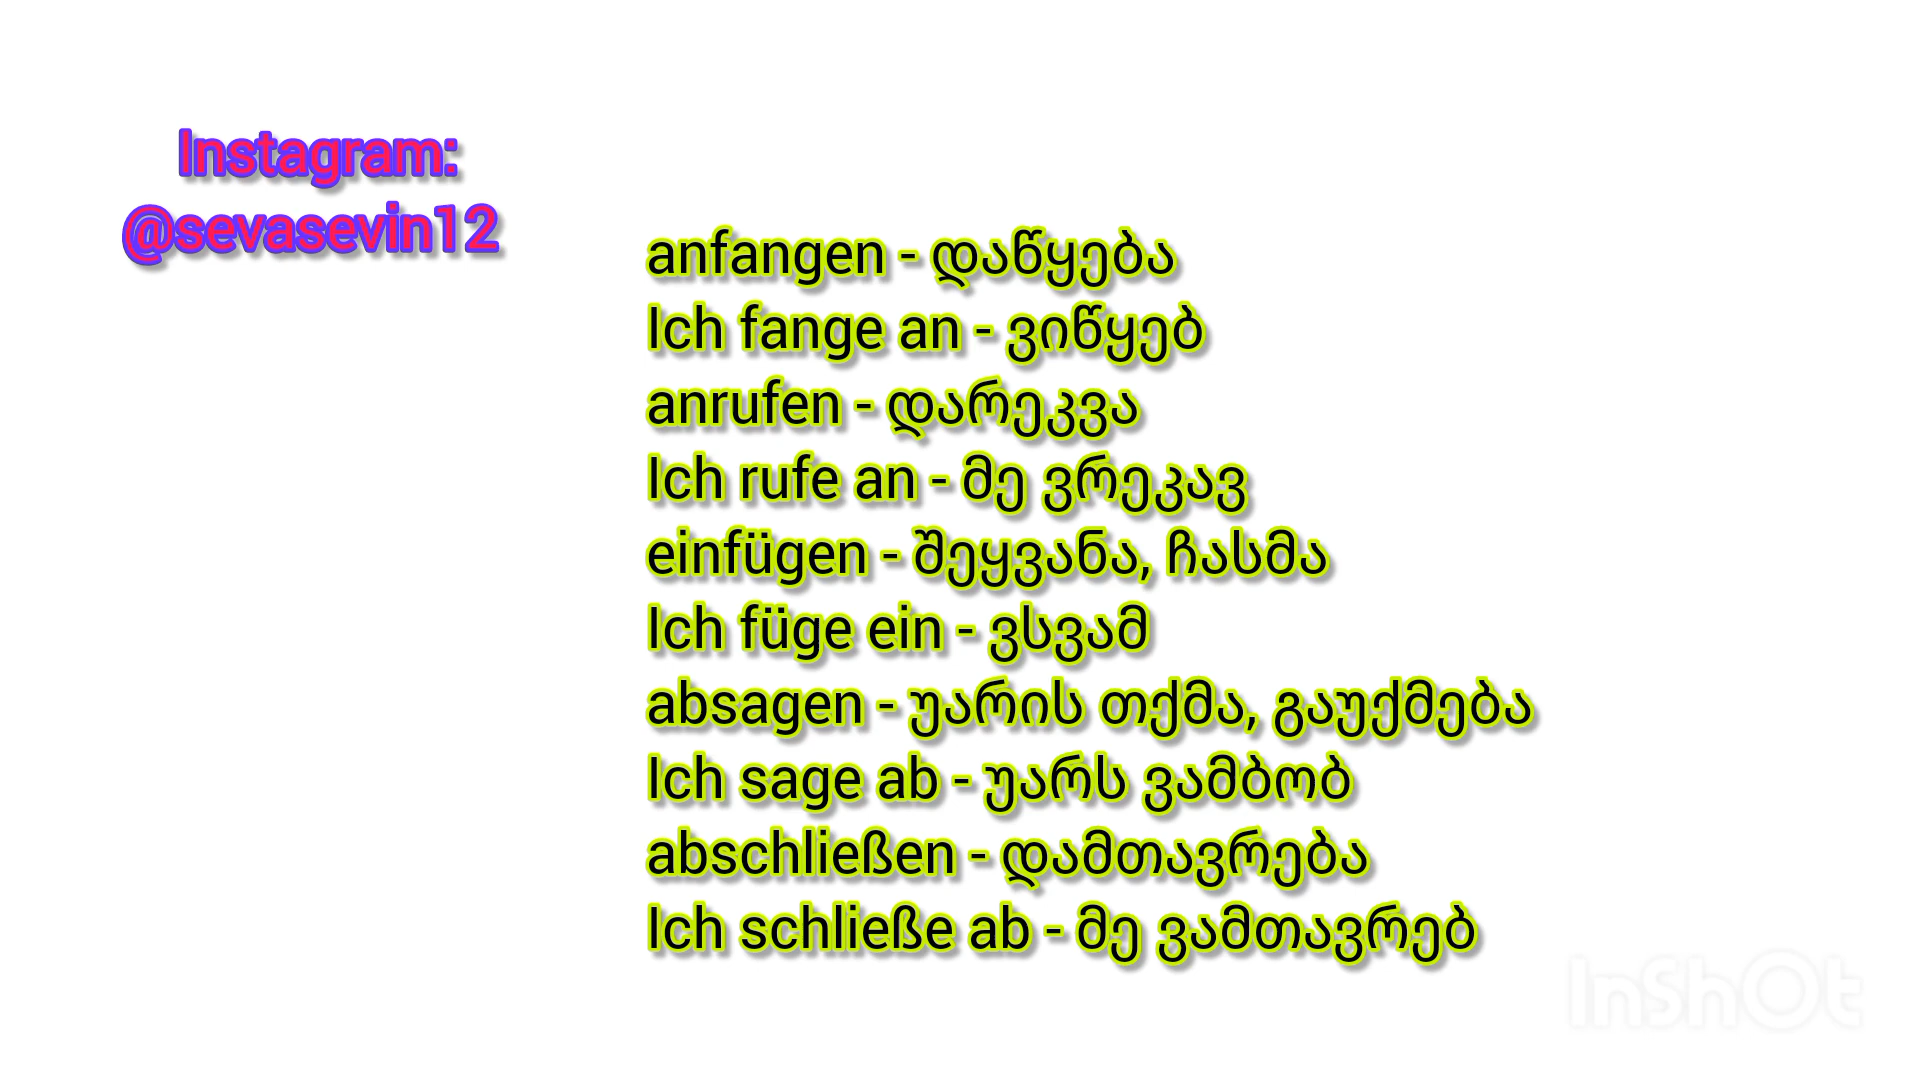 Instagram:
@sevasevin12
anfangen - დაწყება
Ich fange an - ვიწყებ
anrufen - დარეკვა
Ich rufe an - მე ვრეკავ
einfügen - შეყვანა, ჩასმა
Ich füge ein - ვსვამ
absagen - უარის თქმა, გაუქმება
Ich sage ab - უარს ვამბობ
abschließen - დამთავრება
Ich schließe ab - მე ვამთავრებ
InShOt